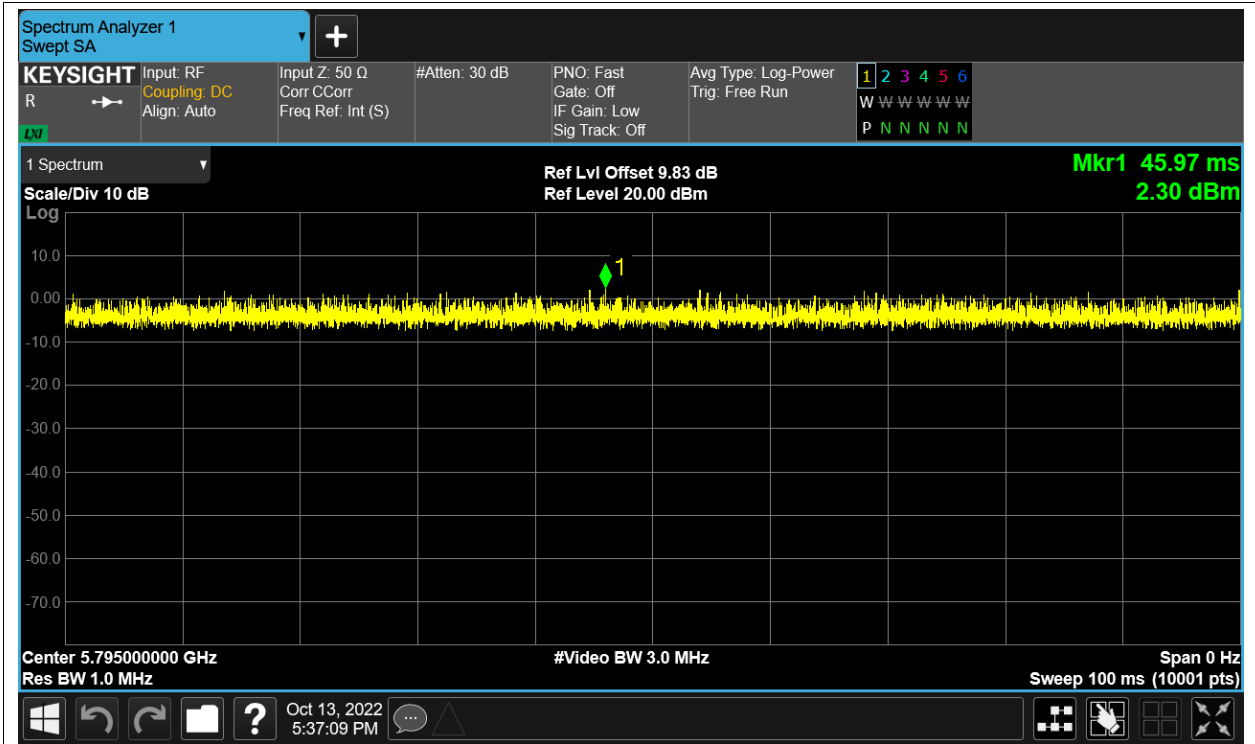 Spectrum Analyzer 1
Swept SA
KEYSIGHT
R
LXI
Input: RF
Coupling: DC
Align: Auto
Input Z: 50 Ω
Corr CCorr
Freq Ref: Int (S)
#Atten: 30 dB
PNO: Fast
Gate: Off
IF Gain: Low
Sig Track: Off
Avg Type: Log-Power
Trig: Free Run
1 2 3 4 5 6
W W W W W W
P N N N N N
1 Spectrum
Scale/Div 10 dB
Log
Ref Lvl Offset 9.83 dB
Ref Level 20.00 dBm
Mkr1 45.97 ms
2.30 dBm
1
10.0
0.00
-10.0
-20.0
-30.0
-40.0
-50.0
-60.0
-70.0
Center 5.795000000 GHz
Res BW 1.0 MHz
#Video BW 3.0 MHz
Span 0 Hz
Sweep 100 ms (10001 pts)
?
Oct 13, 2022
5:37:09 PM